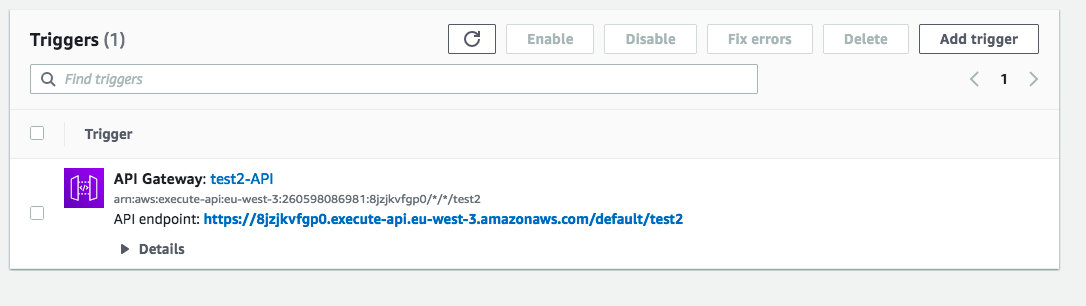 Triggers (1)
Enable
Disable
Fix errors
Delete
Add trigger
Find triggers
1
Trigger
API Gateway: test2-API
arn:aws:execute-api:eu-west-3:260598086981:8jzjkvfgp0/*/*/test2
API endpoint: https://8jzjkvfgp0.execute-api.eu-west-3.amazonaws.com/default/test2
Details